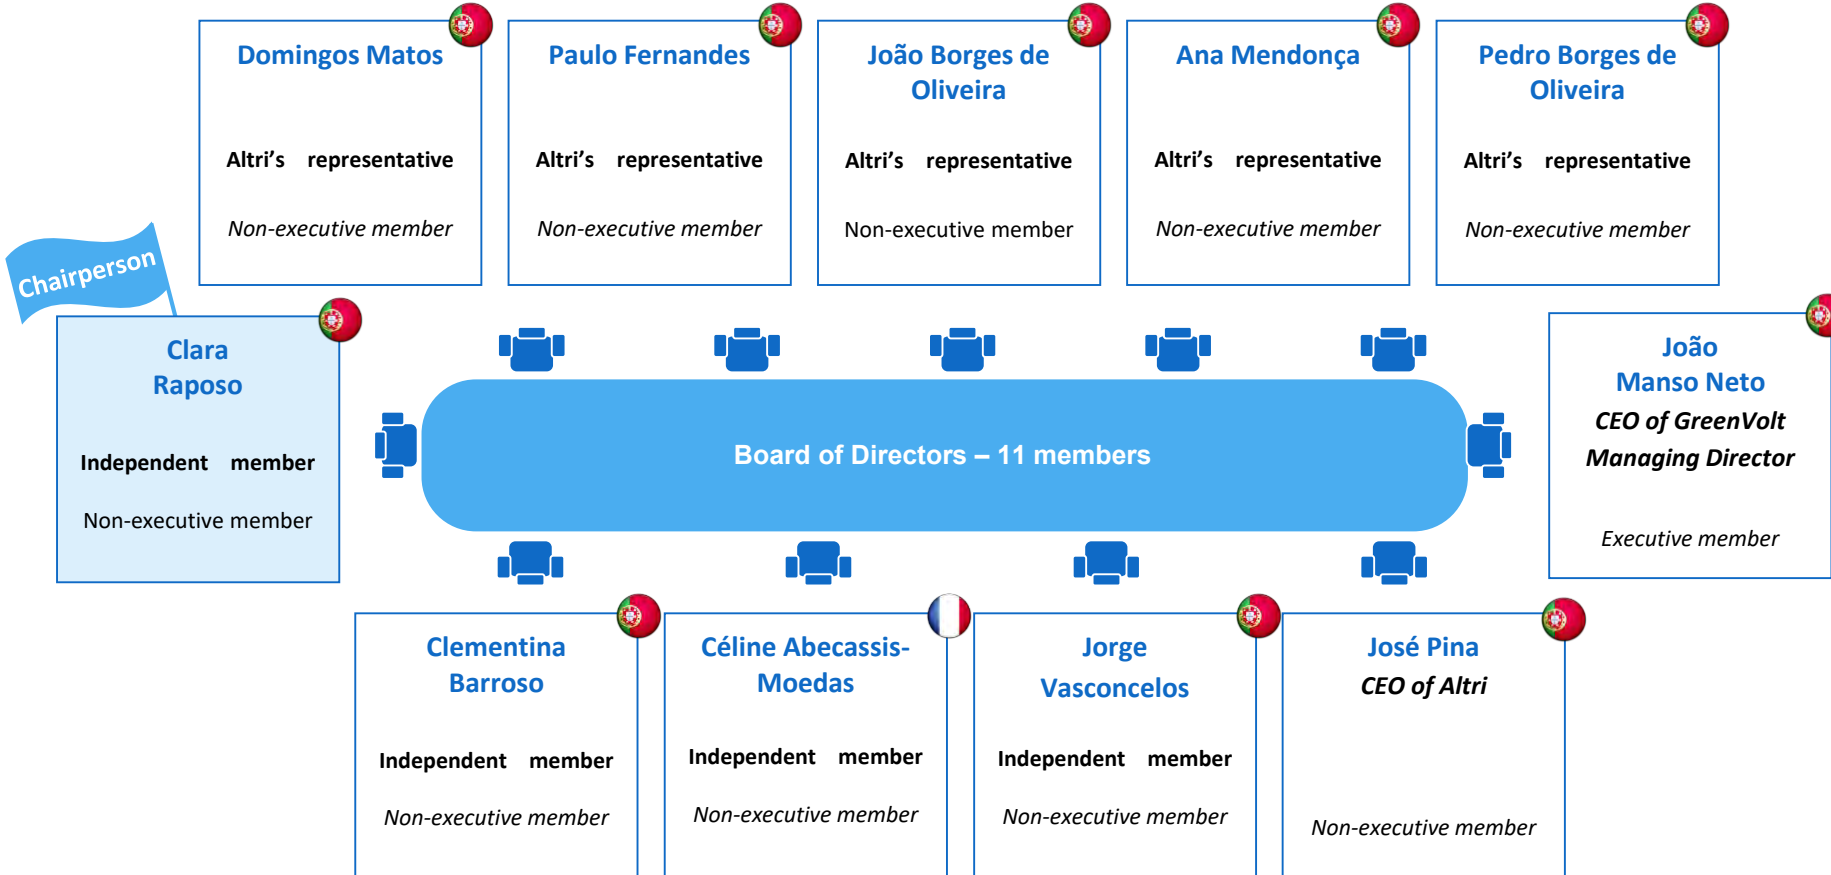 Domingos Matos
Altri's representative
Non-executive member
Paulo Fernandes
Altri's representative
Non-executive member
João Borges de
Oliveira
Altri's representative
Non-executive member
Ana Mendonça
Altri's representative
Non-executive member
Pedro Borges de
Oliveira
Altri's representative
Non-executive member
Chairperson
Clara
Raposo
Independent member
Non-executive member
Board of Directors – 11 members
João
Manso Neto
CEO of GreenVolt
Managing Director
Executive member
Clementina
Barroso
Independent member
Non-executive member
Céline Abecassis-
Moedas
Independent member
Non-executive member
Jorge
Vasconcelos
Independent member
Non-executive member
José Pina
CEO of Altri
Non-executive member